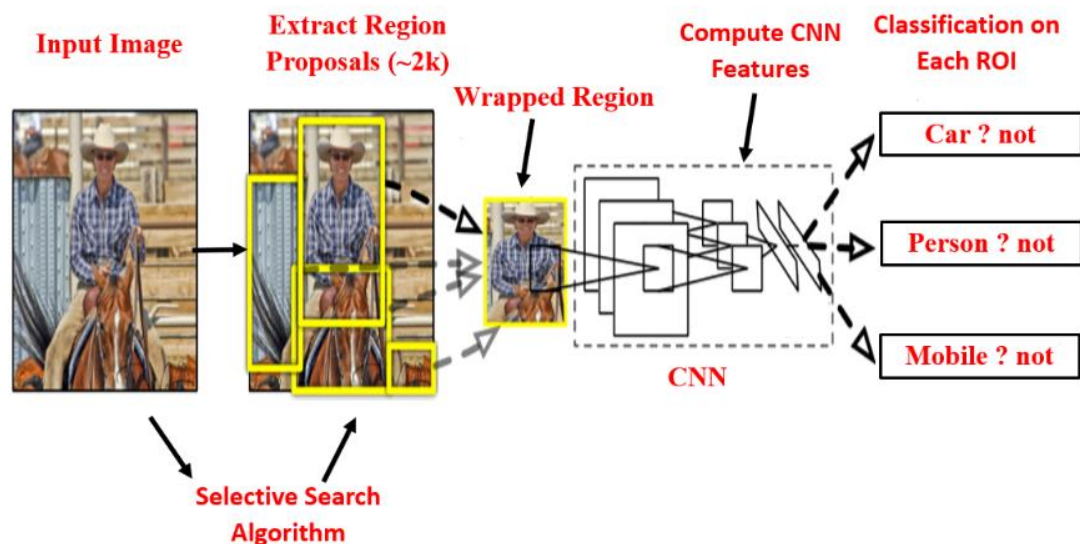 Input Image
Extract Region
Proposals (~2k)
Wrapped Region
Compute CNN
Features
Classification on
Each ROI
Car ? not
Person ? not
Mobile ? not
CNN
Selective Search
Algorithm